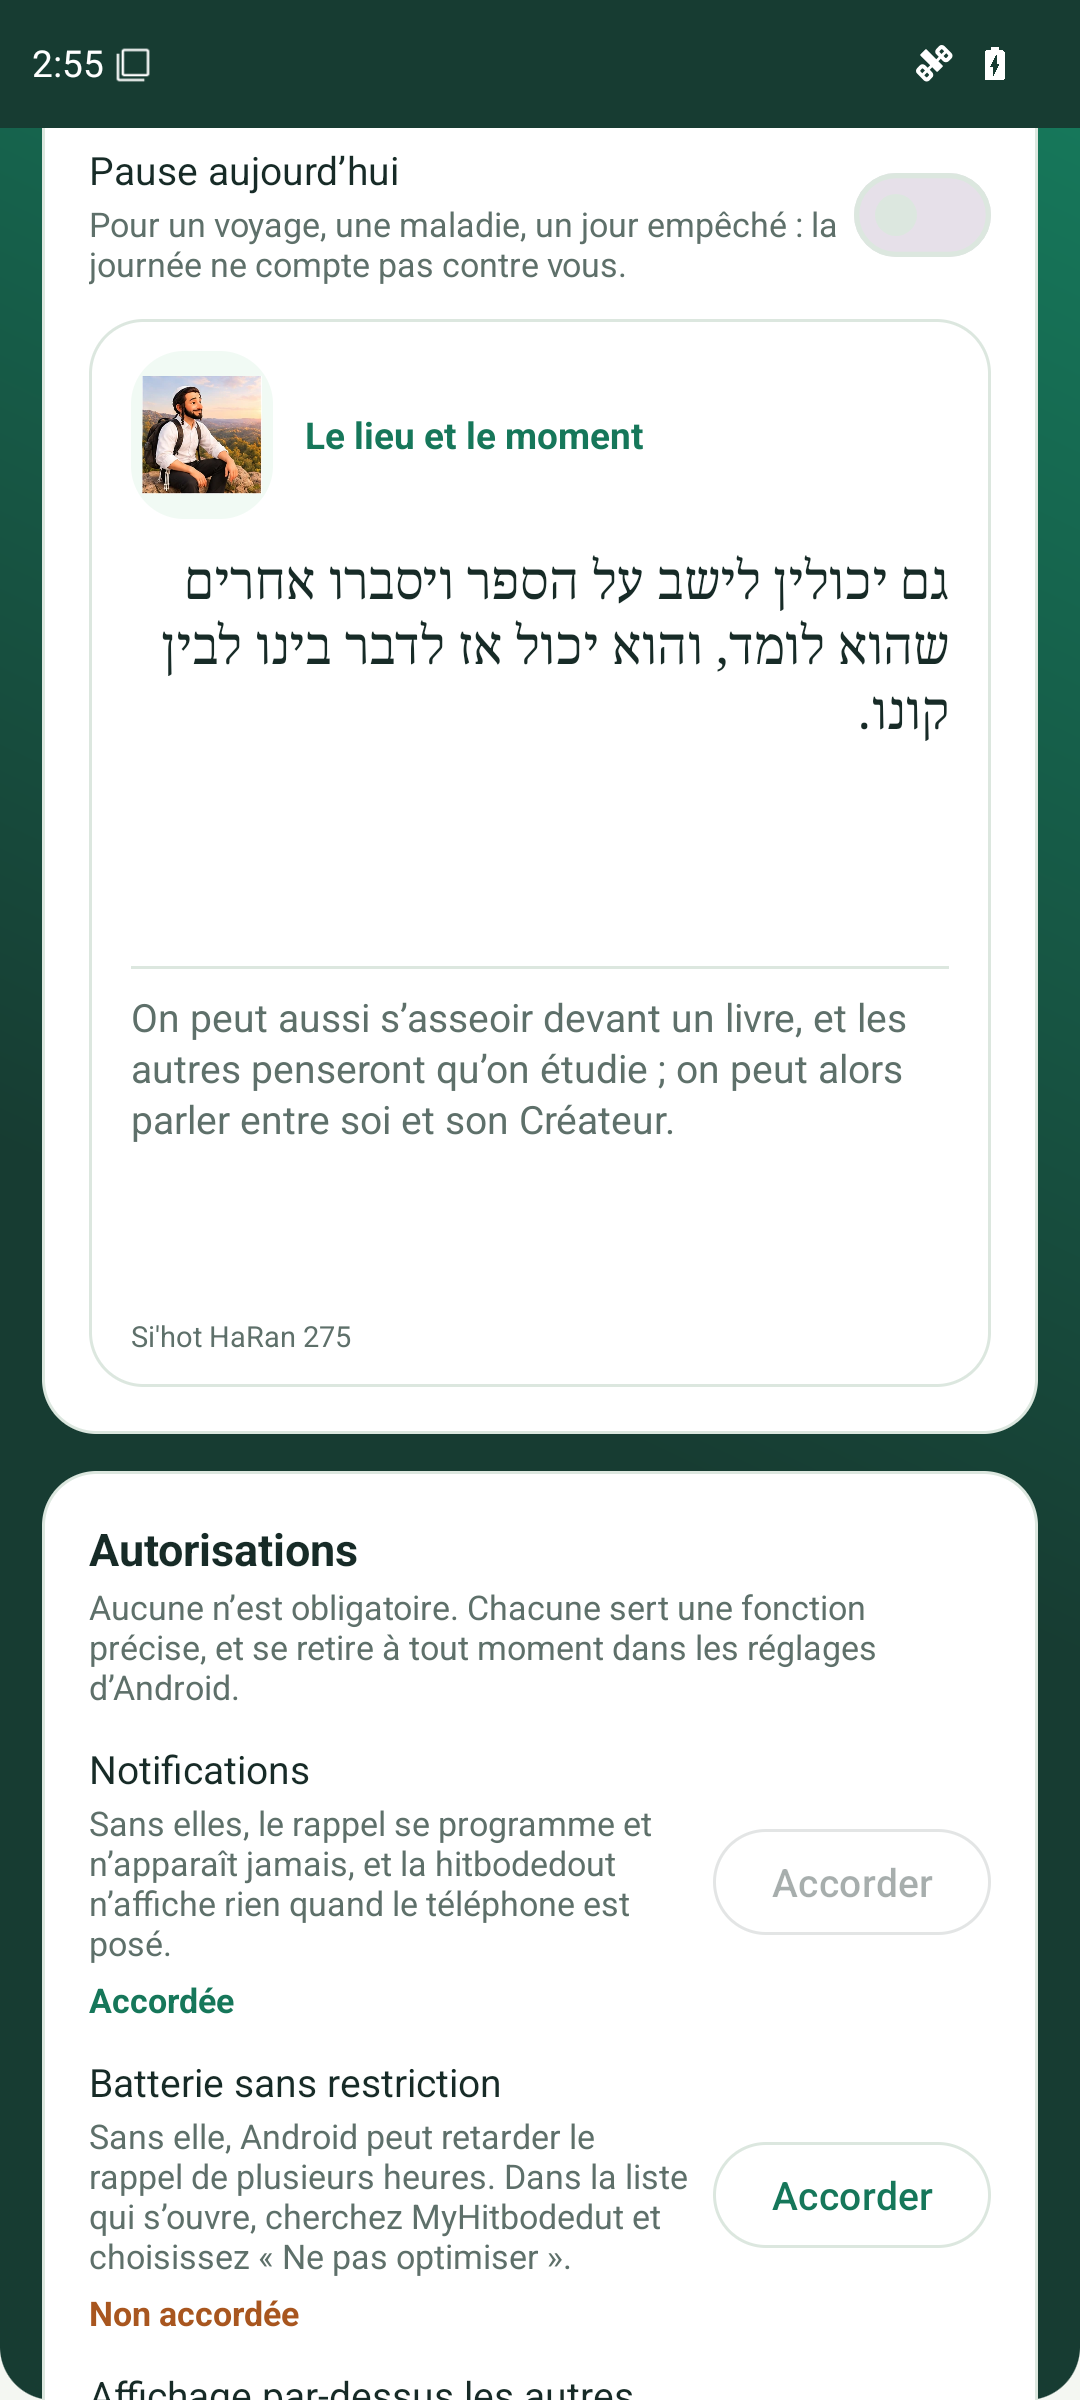 2:55
Pause aujourd’hui
Pour un voyage, une maladie, un jour empêché : la
journée ne compte pas contre vous.
Le lieu et le moment
גם יכולין לישב על הספר ויסברו אחרים
שהוא לומד, והוא יכול אז לדבר בינו לבין
קונו.
On peut aussi s’asseoir devant un livre, et les
autres penseront qu’on étudie ; on peut alors
parler entre soi et son Créateur.
Si'hot HaRan 275
Autorisations
Aucune n’est obligatoire. Chacune sert une fonction
précise, et se retire à tout moment dans les réglages
d’Android.
Notifications
Sans elles, le rappel se programme et
n’apparaît jamais, et la hitbodedout
n’affiche rien quand le téléphone est
posé.
Accorder
Accordée
Batterie sans restriction
Sans elle, Android peut retarder le
rappel de plusieurs heures. Dans la liste
qui s’ouvre, cherchez MyHitbodedut et
choisissez « Ne pas optimiser ».
Accorder
Non accordée
Affichage par-dessus les autres